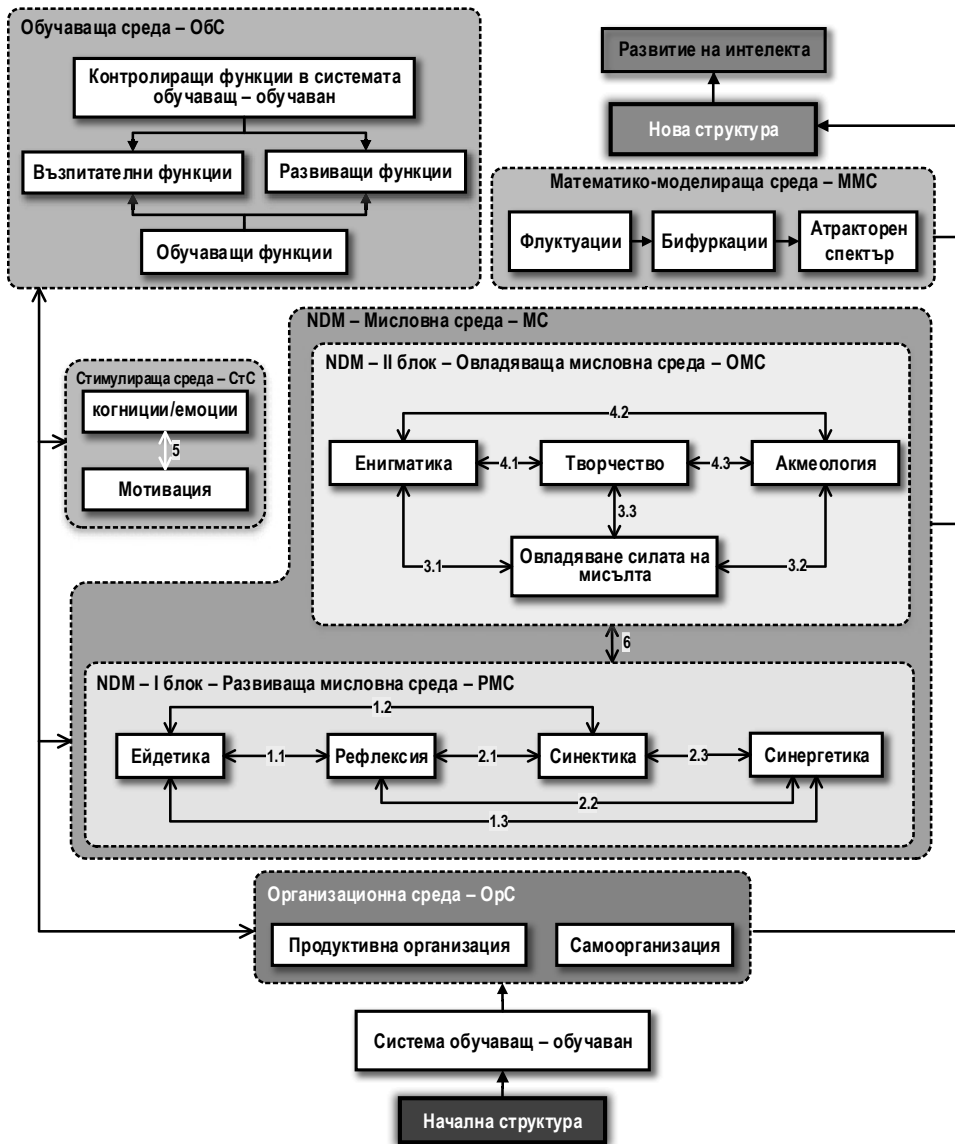 Обучаваща среда – ОбС
Контролиращи функции в системата
обучаващ – обучаван
Възпитателни функции
Развиващи функции
Обучаващи функции
Развитие на интелекта
Нова структура
Математико-моделираща среда – ММС
Флуктуации
Бифуркации
Атракторен
спектър
NDM – Мисловна среда – МС
NDM – II блок – Овладяваща мисловна среда – ОМС
4.2
Енигматика
4.1
Творчество
4.3
Акмеология
3.3
3.1
Овладяване силата на
мисълта
3.2
Стимулираща среда – СтС
когниции/емоции
5
Мотивация
6
NDM – I блок – Развиваща мисловна среда – РМС
1.2
Ейдетика
1.1
Рефлексия
2.1
Синектика
2.3
Синергетика
2.2
1.3
Организационна среда – ОрС
Продуктивна организация
Самоорганизация
Система обучаващ – обучаван
Начална структура